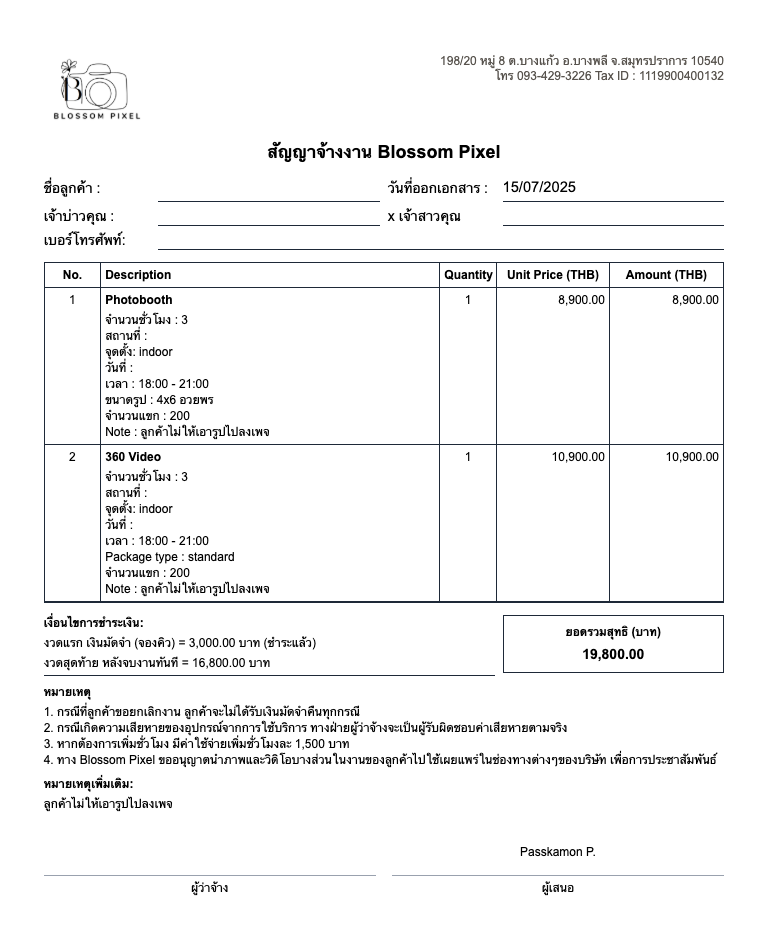 BLOSSOM PIXEL
198/20 หมู่ 8 ต.บางแก้ว อ.บางพลี จ.สมุทรปราการ 10540
โทร 093-429-3226 Tax ID : 1119900400132
สัญญาจ้างงาน Blossom Pixel
ชื่อลูกค้า : วันที่ออกเอกสาร : 15/07/2025
เจ้าบ่าวคุณ : x เจ้าสาวคุณ
เบอร์โทรศัพท์:
No. Description Quantity Unit Price (THB) Amount (THB)
1 Photobooth 1 8,900.00 8,900.00
จำนวนชั่วโมง : 3
สถานที่ :
จุดตั้ง: indoor
วันที่ :
เวลา : 18:00 - 21:00
ขนาดรูป : 4x6 อวยพร
จำนวนแขก : 200
Note : ลูกค้าไม่ให้เอารูปไปลงเพจ
2 360 Video 1 10,900.00 10,900.00
จำนวนชั่วโมง : 3
สถานที่ :
จุดตั้ง: indoor
วันที่ :
เวลา : 18:00 - 21:00
Package type : standard
จำนวนแขก : 200
Note : ลูกค้าไม่ให้เอารูปไปลงเพจ
เงื่อนไขการชำระเงิน:
งวดแรก เงินมัดจำ (จองคิว) = 3,000.00 บาท (ชำระแล้ว)
งวดสุดท้าย หลังจบงานทันที = 16,800.00 บาท
ยอดรวมสุทธิ (บาท)
19,800.00
หมายเหตุ
1. กรณีที่ลูกค้าขอยกเลิกงาน ลูกค้าจะไม่ได้รับเงินมัดจำคืนทุกกรณี
2. กรณีเกิดความเสียหายของอุปกรณ์จากการใช้บริการ ทางฝ่ายผู้ว่าจ้างจะเป็นผู้รับผิดชอบค่าเสียหายตามจริง
3. หากต้องการเพิ่มชั่วโมง มีค่าใช้จ่ายเพิ่มชั่วโมงละ 1,500 บาท
4. ทาง Blossom Pixel ขออนุญาตนำภาพและวิดิโอบางส่วนในงานของลูกค้าไปใช้เผยแพร่ในช่องทางต่างๆของบริษัท เพื่อการประชาสัมพันธ์
หมายเหตุเพิ่มเติม:
ลูกค้าไม่ให้เอารูปไปลงเพจ
Passkamon P.
ผู้ว่าจ้าง ผู้เสนอ